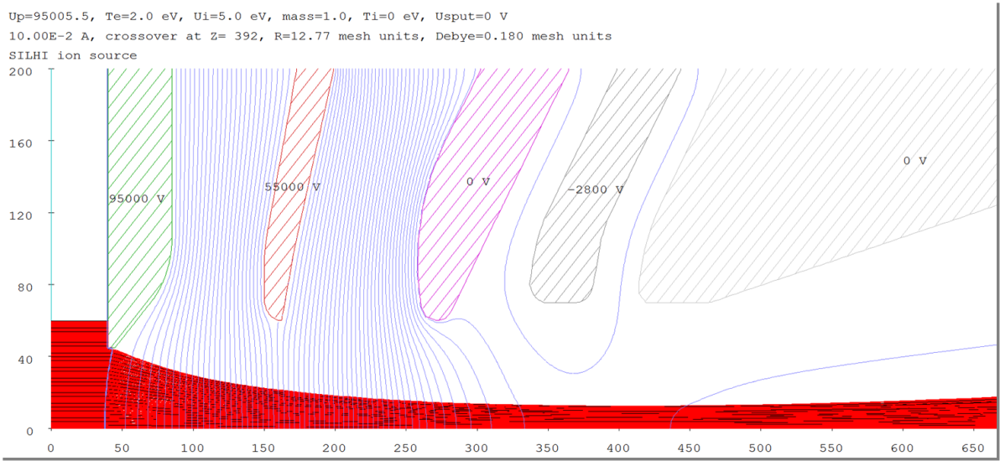 Up=95005.5, Te=2.0 eV, Ui=5.0 eV, mass=1.0, Ti=0 eV, Usput=0 V
10.00E-2 A, crossover at Z= 392, R=12.77 mesh units, Debye=0.180 mesh units
SILHI ion source
200
160
0 V
55000 V
0 V
-2800 V
95000 V
120
80
40
0
0 50 100 150 200 250 300 350 400 450 500 550 600 650